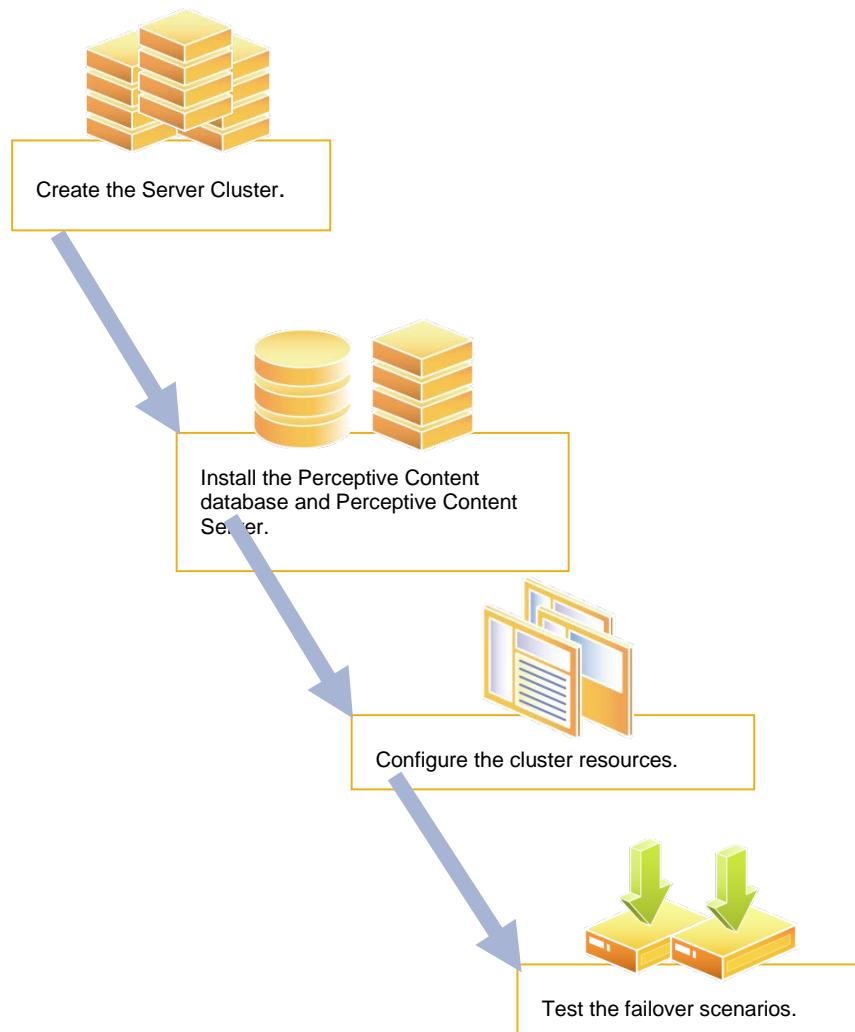 Create the Server Cluster.
Install the Perceptive Content
database and Perceptive Content
Server.
Configure the cluster resources.
Test the failover scenarios.